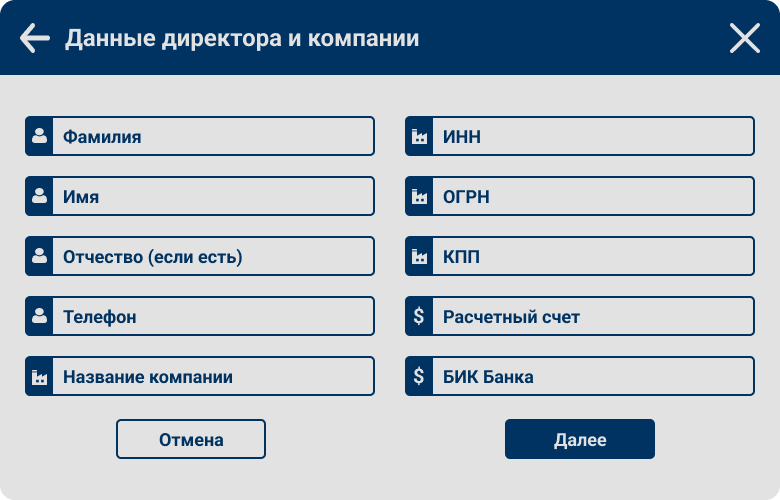 Данные директора и компании
Фамилия
Имя
Отчество (если есть)
Телефон
Название компании
ИНН
ОГРН
КПП
$ Расчетный счет
$ БИК Банка
Отмена
Далее